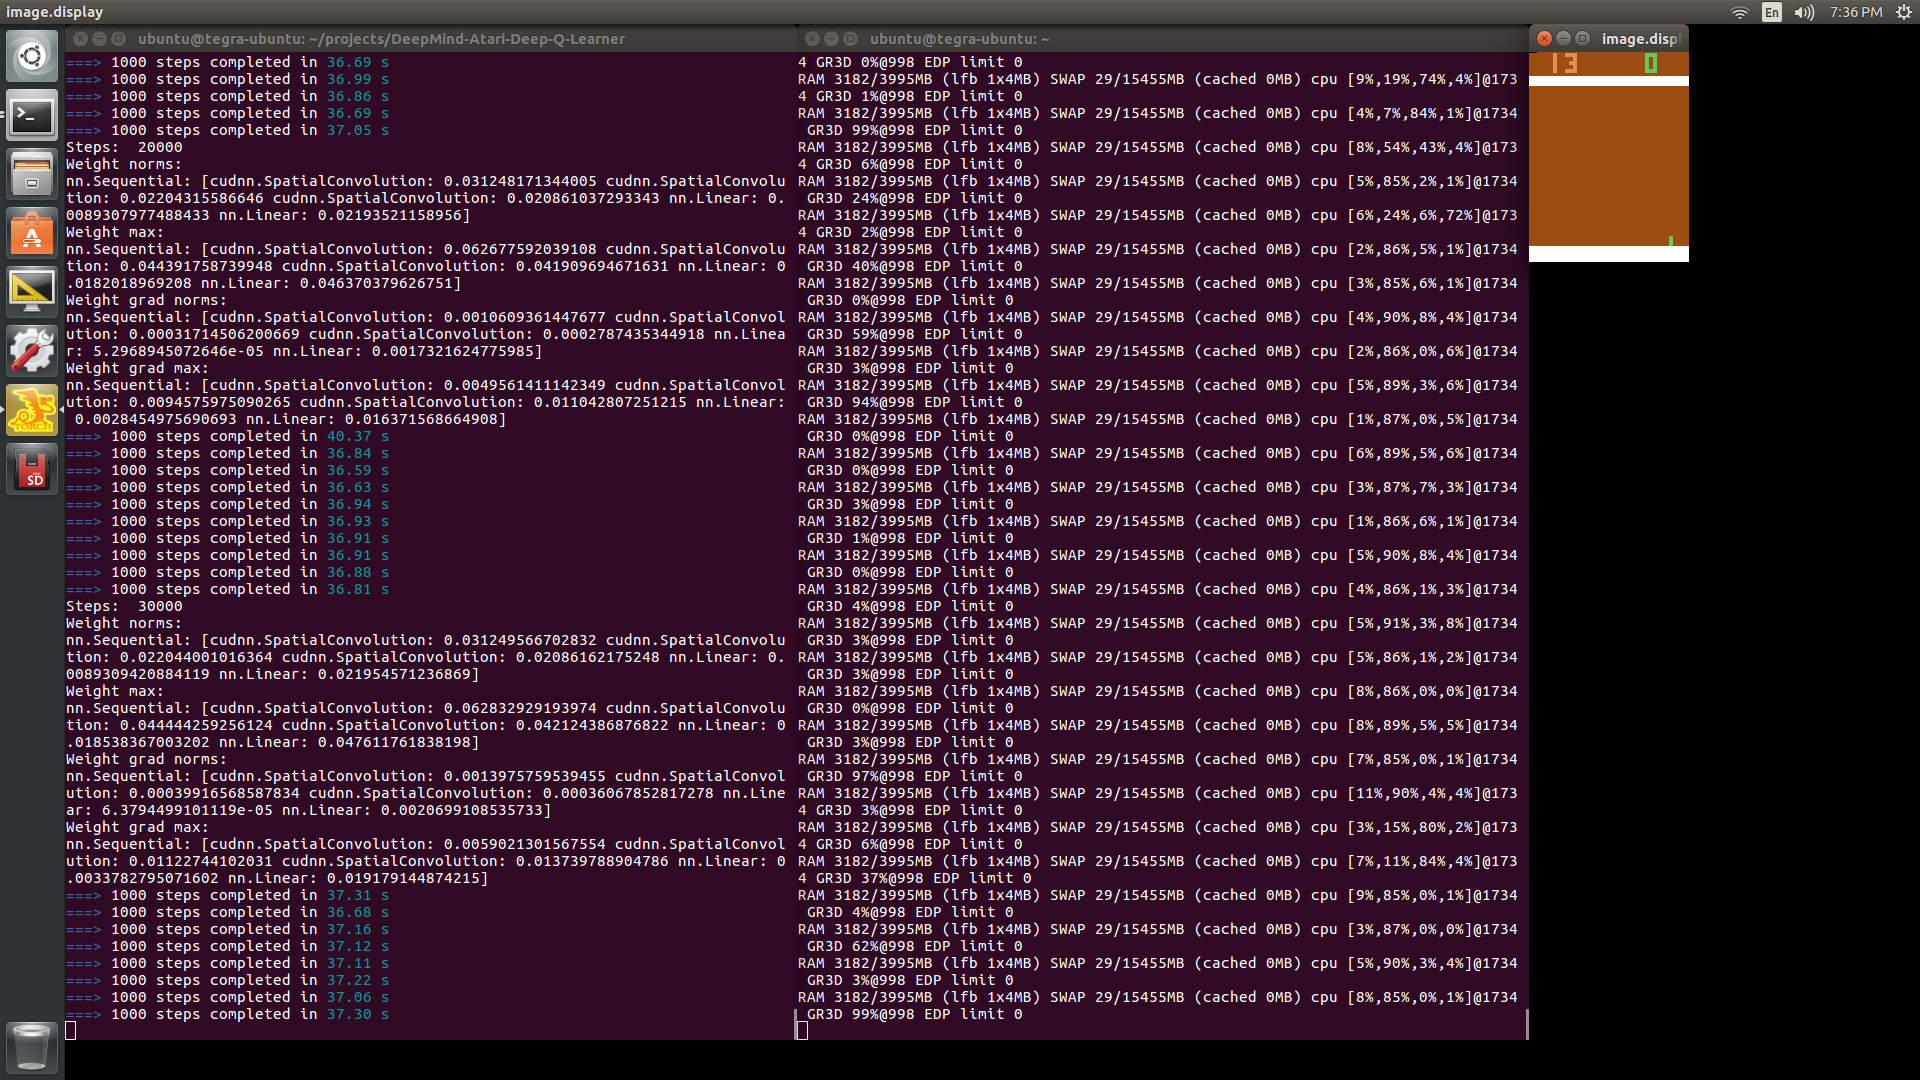 image.display
En
7:36 PM
ubuntu@tegra-ubuntu: ~/projects/DeepMind-Atari-Deep-Q-Learner
===> 1000 steps completed in 36.69 s
===> 1000 steps completed in 36.99 s
===> 1000 steps completed in 36.86 s
===> 1000 steps completed in 36.69 s
===> 1000 steps completed in 37.05 s
Steps:  20000
Weight norms:
nn.Sequential: [cudnn.SpatialConvolution: 0.031248171344005 cudnn.SpatialConvolu
tion: 0.02204315586646 cudnn.SpatialConvolution: 0.020861037293343 nn.Linear: 0.
0089307977488433 nn.Linear: 0.02193521158956]
Weight max:
nn.Sequential: [cudnn.SpatialConvolution: 0.062677592039108 cudnn.SpatialConvolu
tion: 0.044391758739948 cudnn.SpatialConvolution: 0.041909694671631 nn.Linear: 0
.0182018969208 nn.Linear: 0.046370379626751]
Weight grad norms:
nn.Sequential: [cudnn.SpatialConvolution: 0.0010609361447677 cudnn.SpatialConvol
ution: 0.00031714506200669 cudnn.SpatialConvolution: 0.0002787435344918 nn.Linea
r: 5.2968945072646e-05 nn.Linear: 0.0017321624775985]
Weight grad max:
nn.Sequential: [cudnn.SpatialConvolution: 0.0049561411142349 cudnn.SpatialConvol
ution: 0.0094575975090265 cudnn.SpatialConvolution: 0.011042807251215 nn.Linear:
 0.0028454975690693 nn.Linear: 0.016371568664908]
===> 1000 steps completed in 40.37 s
===> 1000 steps completed in 36.84 s
===> 1000 steps completed in 36.59 s
===> 1000 steps completed in 36.63 s
===> 1000 steps completed in 36.94 s
===> 1000 steps completed in 36.93 s
===> 1000 steps completed in 36.91 s
===> 1000 steps completed in 36.91 s
===> 1000 steps completed in 36.88 s
===> 1000 steps completed in 36.81 s
Steps:  30000
Weight norms:
nn.Sequential: [cudnn.SpatialConvolution: 0.031249566702832 cudnn.SpatialConvolu
tion: 0.022044001016364 cudnn.SpatialConvolution: 0.02086162175248 nn.Linear: 0.
0089309420884119 nn.Linear: 0.021954571236869]
Weight max:
nn.Sequential: [cudnn.SpatialConvolution: 0.062832929193974 cudnn.SpatialConvolu
tion: 0.044444259256124 cudnn.SpatialConvolution: 0.042124386876822 nn.Linear: 0
.018538367003202 nn.Linear: 0.047611761838198]
Weight grad norms:
nn.Sequential: [cudnn.SpatialConvolution: 0.0013975759539455 cudnn.SpatialConvol
ution: 0.00039916568587834 cudnn.SpatialConvolution: 0.00036067852817278 nn.Line
ar: 6.3794499101119e-05 nn.Linear: 0.0020699108535733]
Weight grad max:
nn.Sequential: [cudnn.SpatialConvolution: 0.0059021301567554 cudnn.SpatialConvol
ution: 0.01122744102031 cudnn.SpatialConvolution: 0.013739788904786 nn.Linear: 0
.0033782795071602 nn.Linear: 0.019179144874215]
===> 1000 steps completed in 37.31 s
===> 1000 steps completed in 36.68 s
===> 1000 steps completed in 37.16 s
===> 1000 steps completed in 37.12 s
===> 1000 steps completed in 37.11 s
===> 1000 steps completed in 37.22 s
===> 1000 steps completed in 37.06 s
===> 1000 steps completed in 37.30 s
ubuntu@tegra-ubuntu: ~
4 GR3D 0%@998 EDP limit 0
RAM 3182/3995MB (lfb 1x4MB) SWAP 29/15455MB (cached 0MB) cpu [9%,19%,74%,4%]@173
4 GR3D 1%@998 EDP limit 0
RAM 3182/3995MB (lfb 1x4MB) SWAP 29/15455MB (cached 0MB) cpu [4%,7%,84%,1%]@1734
 GR3D 99%@998 EDP limit 0
RAM 3182/3995MB (lfb 1x4MB) SWAP 29/15455MB (cached 0MB) cpu [8%,54%,43%,4%]@173
4 GR3D 6%@998 EDP limit 0
RAM 3182/3995MB (lfb 1x4MB) SWAP 29/15455MB (cached 0MB) cpu [5%,85%,2%,1%]@1734
 GR3D 24%@998 EDP limit 0
RAM 3182/3995MB (lfb 1x4MB) SWAP 29/15455MB (cached 0MB) cpu [6%,24%,6%,72%]@173
4 GR3D 2%@998 EDP limit 0
RAM 3182/3995MB (lfb 1x4MB) SWAP 29/15455MB (cached 0MB) cpu [2%,86%,5%,1%]@1734
 GR3D 40%@998 EDP limit 0
RAM 3182/3995MB (lfb 1x4MB) SWAP 29/15455MB (cached 0MB) cpu [3%,85%,6%,1%]@1734
 GR3D 0%@998 EDP limit 0
RAM 3182/3995MB (lfb 1x4MB) SWAP 29/15455MB (cached 0MB) cpu [4%,90%,8%,4%]@1734
 GR3D 59%@998 EDP limit 0
RAM 3182/3995MB (lfb 1x4MB) SWAP 29/15455MB (cached 0MB) cpu [2%,86%,0%,6%]@1734
 GR3D 3%@998 EDP limit 0
RAM 3182/3995MB (lfb 1x4MB) SWAP 29/15455MB (cached 0MB) cpu [5%,89%,3%,6%]@1734
 GR3D 94%@998 EDP limit 0
RAM 3182/3995MB (lfb 1x4MB) SWAP 29/15455MB (cached 0MB) cpu [1%,87%,0%,5%]@1734
 GR3D 0%@998 EDP limit 0
RAM 3182/3995MB (lfb 1x4MB) SWAP 29/15455MB (cached 0MB) cpu [6%,89%,5%,6%]@1734
 GR3D 0%@998 EDP limit 0
RAM 3182/3995MB (lfb 1x4MB) SWAP 29/15455MB (cached 0MB) cpu [3%,87%,7%,3%]@1734
 GR3D 3%@998 EDP limit 0
RAM 3182/3995MB (lfb 1x4MB) SWAP 29/15455MB (cached 0MB) cpu [1%,86%,6%,1%]@1734
 GR3D 1%@998 EDP limit 0
RAM 3182/3995MB (lfb 1x4MB) SWAP 29/15455MB (cached 0MB) cpu [5%,90%,8%,4%]@1734
 GR3D 0%@998 EDP limit 0
RAM 3182/3995MB (lfb 1x4MB) SWAP 29/15455MB (cached 0MB) cpu [4%,86%,1%,3%]@1734
 GR3D 4%@998 EDP limit 0
RAM 3182/3995MB (lfb 1x4MB) SWAP 29/15455MB (cached 0MB) cpu [5%,91%,3%,8%]@1734
 GR3D 3%@998 EDP limit 0
RAM 3182/3995MB (lfb 1x4MB) SWAP 29/15455MB (cached 0MB) cpu [5%,86%,1%,2%]@1734
 GR3D 3%@998 EDP limit 0
RAM 3182/3995MB (lfb 1x4MB) SWAP 29/15455MB (cached 0MB) cpu [8%,86%,0%,0%]@1734
 GR3D 0%@998 EDP limit 0
RAM 3182/3995MB (lfb 1x4MB) SWAP 29/15455MB (cached 0MB) cpu [8%,89%,5%,5%]@1734
 GR3D 3%@998 EDP limit 0
RAM 3182/3995MB (lfb 1x4MB) SWAP 29/15455MB (cached 0MB) cpu [7%,85%,0%,1%]@1734
 GR3D 97%@998 EDP limit 0
RAM 3182/3995MB (lfb 1x4MB) SWAP 29/15455MB (cached 0MB) cpu [11%,90%,4%,4%]@173
4 GR3D 3%@998 EDP limit 0
RAM 3182/3995MB (lfb 1x4MB) SWAP 29/15455MB (cached 0MB) cpu [3%,15%,80%,2%]@173
4 GR3D 6%@998 EDP limit 0
RAM 3182/3995MB (lfb 1x4MB) SWAP 29/15455MB (cached 0MB) cpu [7%,11%,84%,4%]@173
4 GR3D 37%@998 EDP limit 0
RAM 3182/3995MB (lfb 1x4MB) SWAP 29/15455MB (cached 0MB) cpu [9%,85%,0%,1%]@1734
 GR3D 4%@998 EDP limit 0
RAM 3182/3995MB (lfb 1x4MB) SWAP 29/15455MB (cached 0MB) cpu [3%,87%,0%,0%]@1734
 GR3D 62%@998 EDP limit 0
RAM 3182/3995MB (lfb 1x4MB) SWAP 29/15455MB (cached 0MB) cpu [5%,90%,3%,4%]@1734
 GR3D 3%@998 EDP limit 0
RAM 3182/3995MB (lfb 1x4MB) SWAP 29/15455MB (cached 0MB) cpu [8%,85%,0%,1%]@1734
 GR3D 99%@998 EDP limit 0
image.disp
13 0
A
TORCH
SD